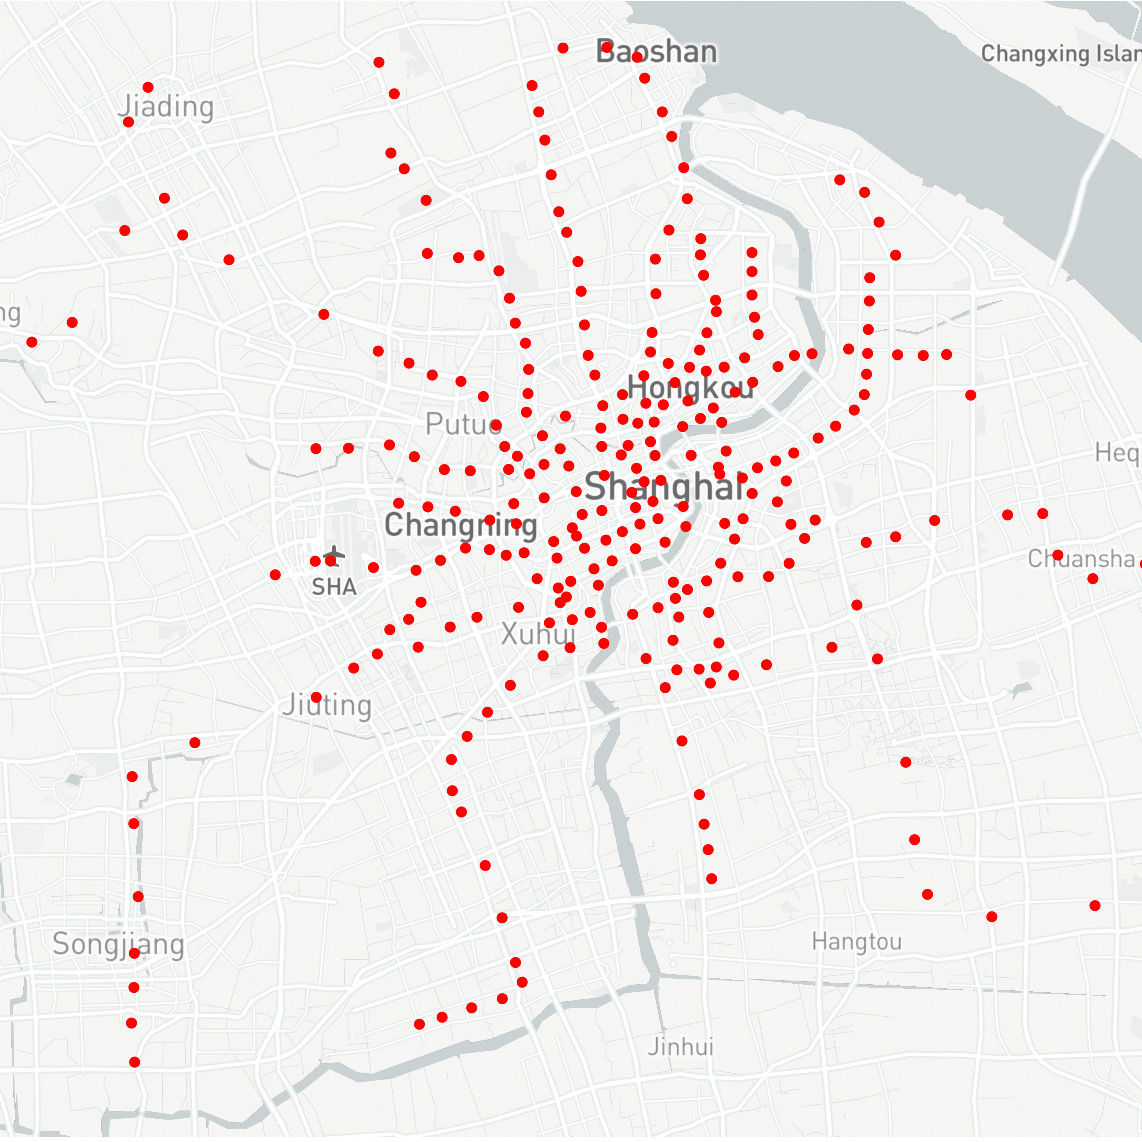 Baoshan
Changxing Islan
Jiading
ng
Hongkou
Putuo
Heq
Shanghai
Changning
Chuansha
SHA
Xuhui
Jiuting
Songjiang
Hangtou
Jinhui